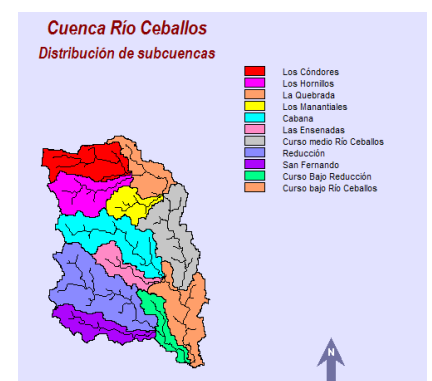 Cuenca Río Ceballos
Distribución de subcuencas
Los Cóndores
Los Hornillos
La Quebrada
Los Manantiales
Cabana
Las Ensenadas
Curso medio Río Ceballos
Reducción
San Fernando
Curso Bajo Reducción
Curso bajo Río Ceballos
N